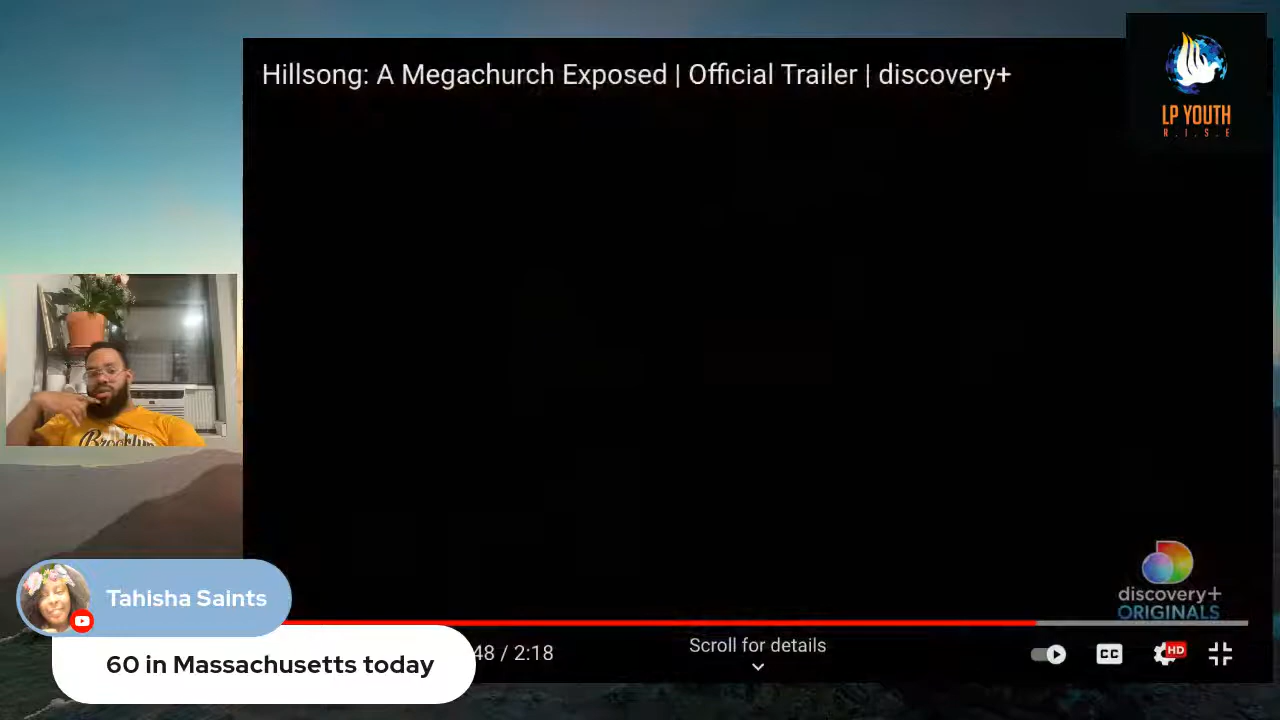 Hillsong: A Megachurch Exposed | Official Trailer | discovery+
LP YOUTH
R.I.S.E
Brooklyn
discovery+
ORIGINALS
Tahisha Saints
60 in Massachusetts today
48 / 2:18
Scroll for details
CC
HD